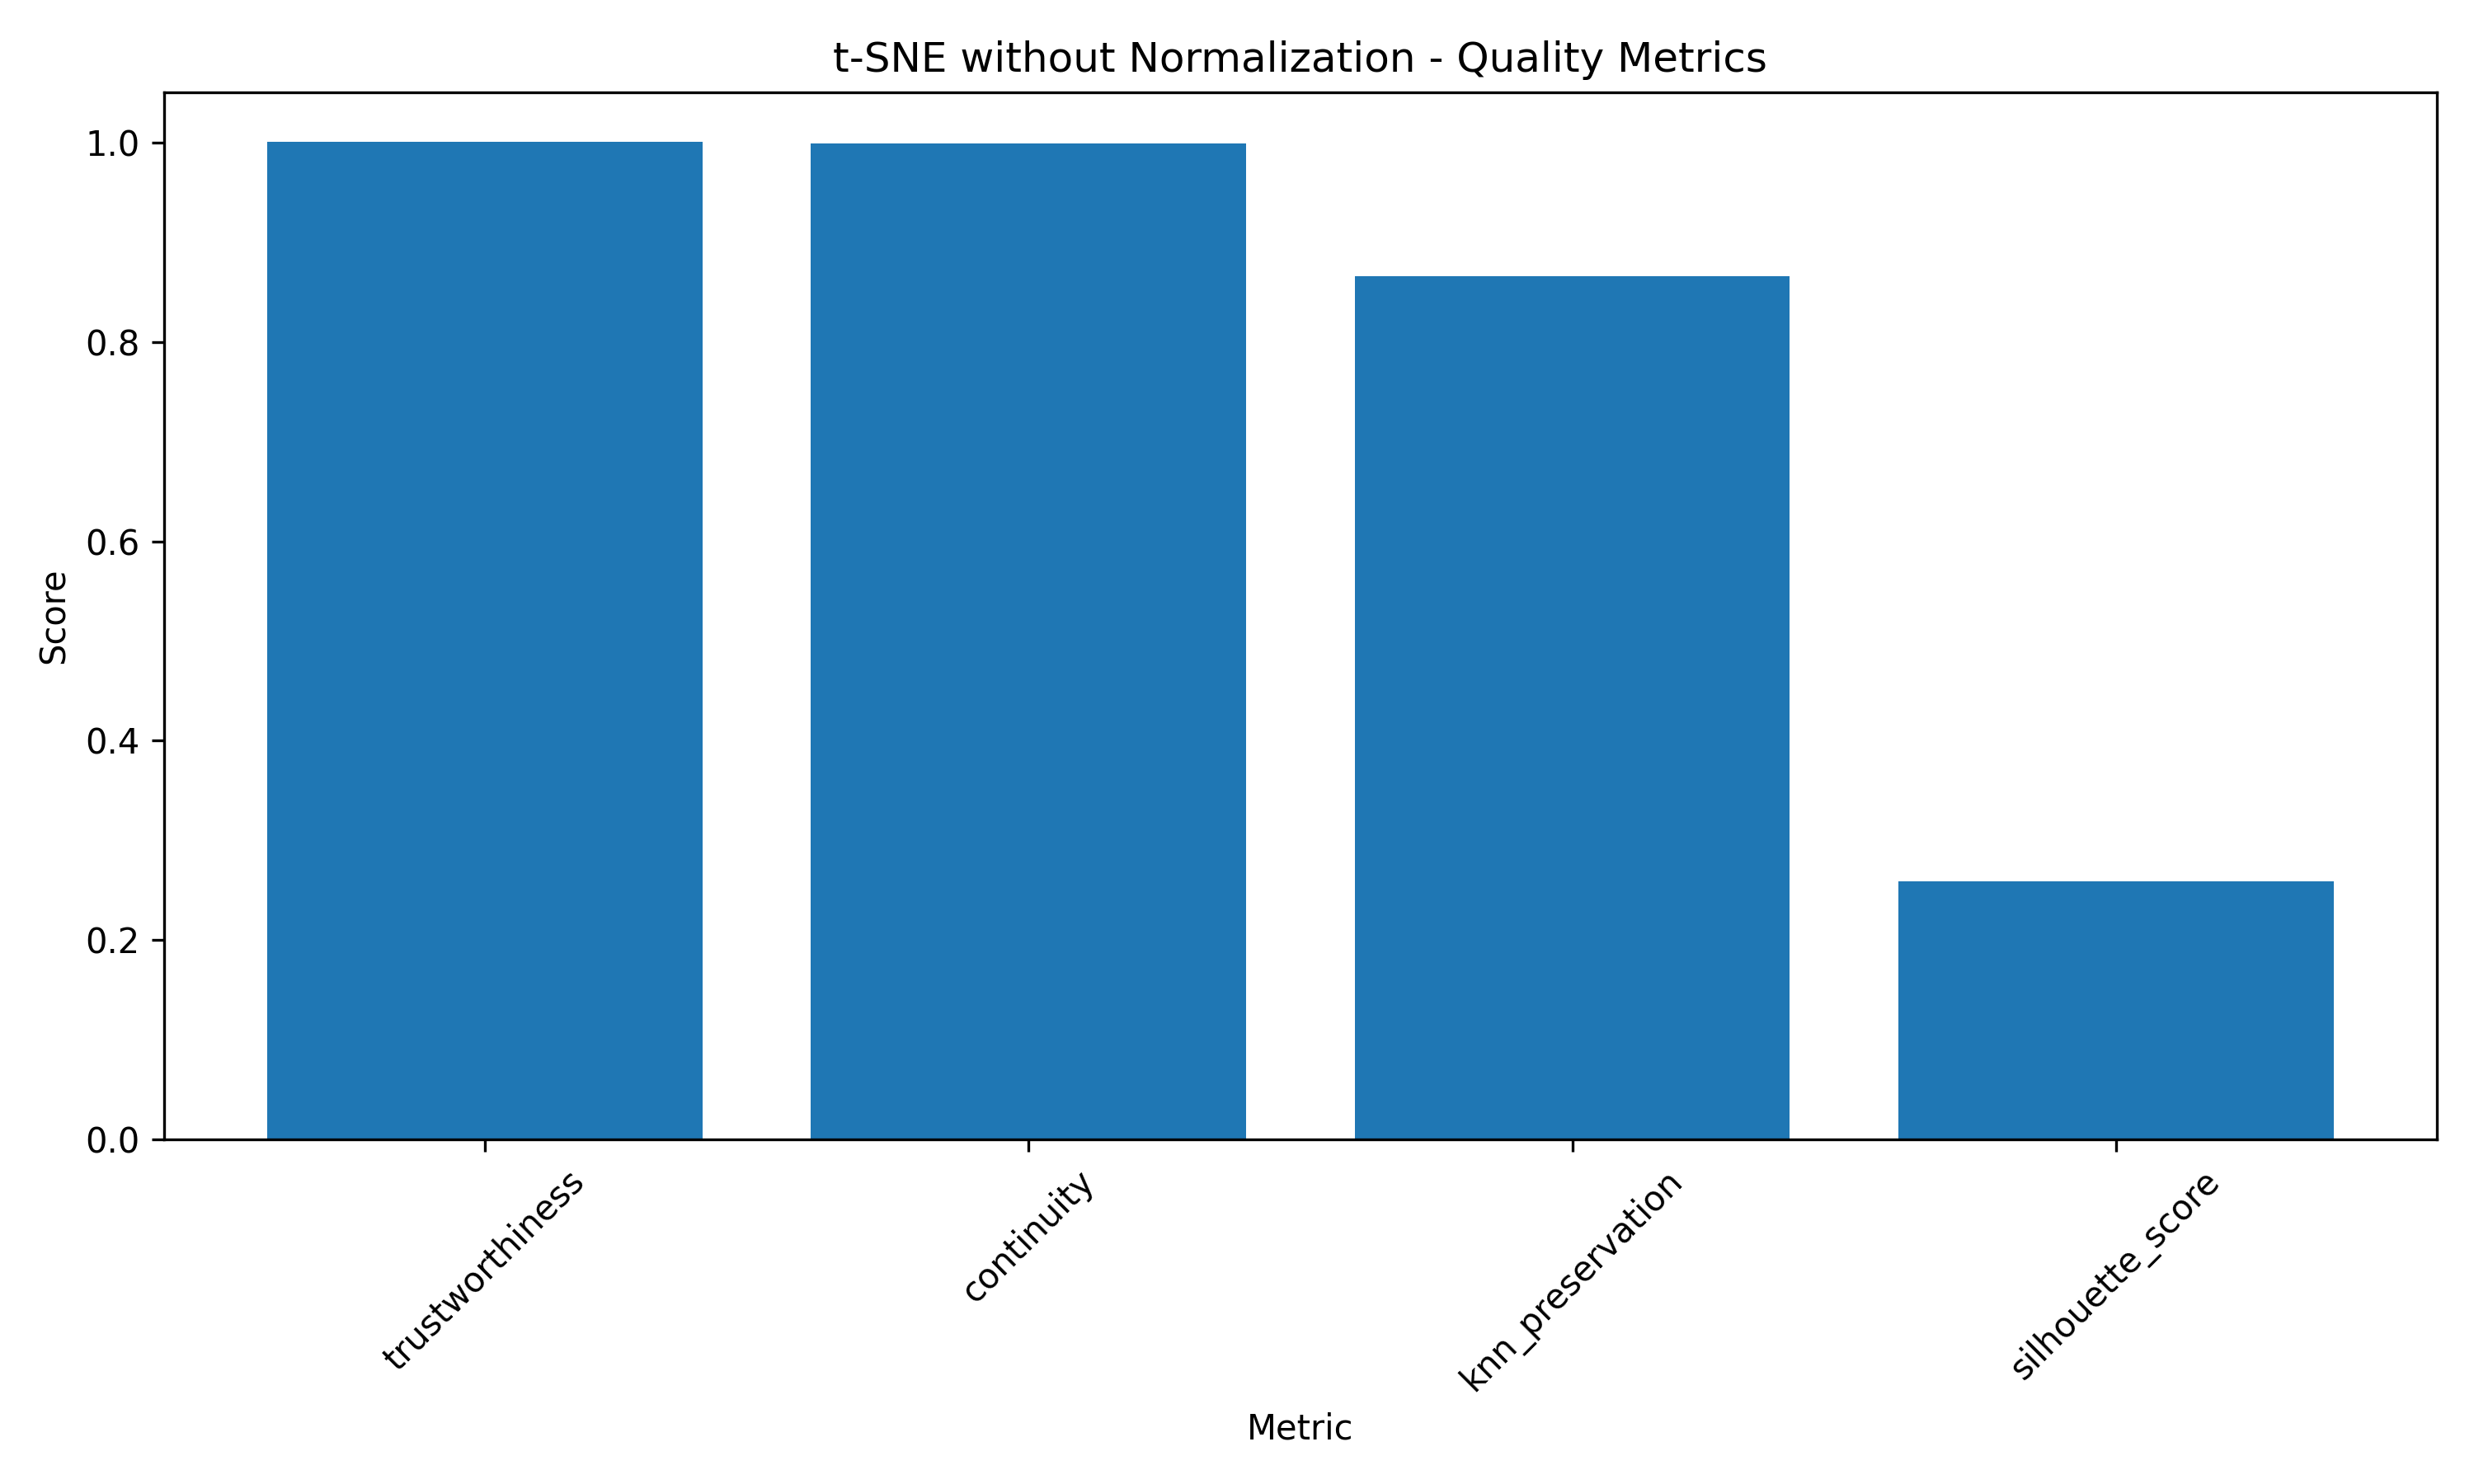 t-SNE without Normalization - Quality Metrics
1.0
0.8
0.6
0.4
0.2
0.0
Score
trustworthiness
continuity
knn_preservation
silhouette_score
Metric